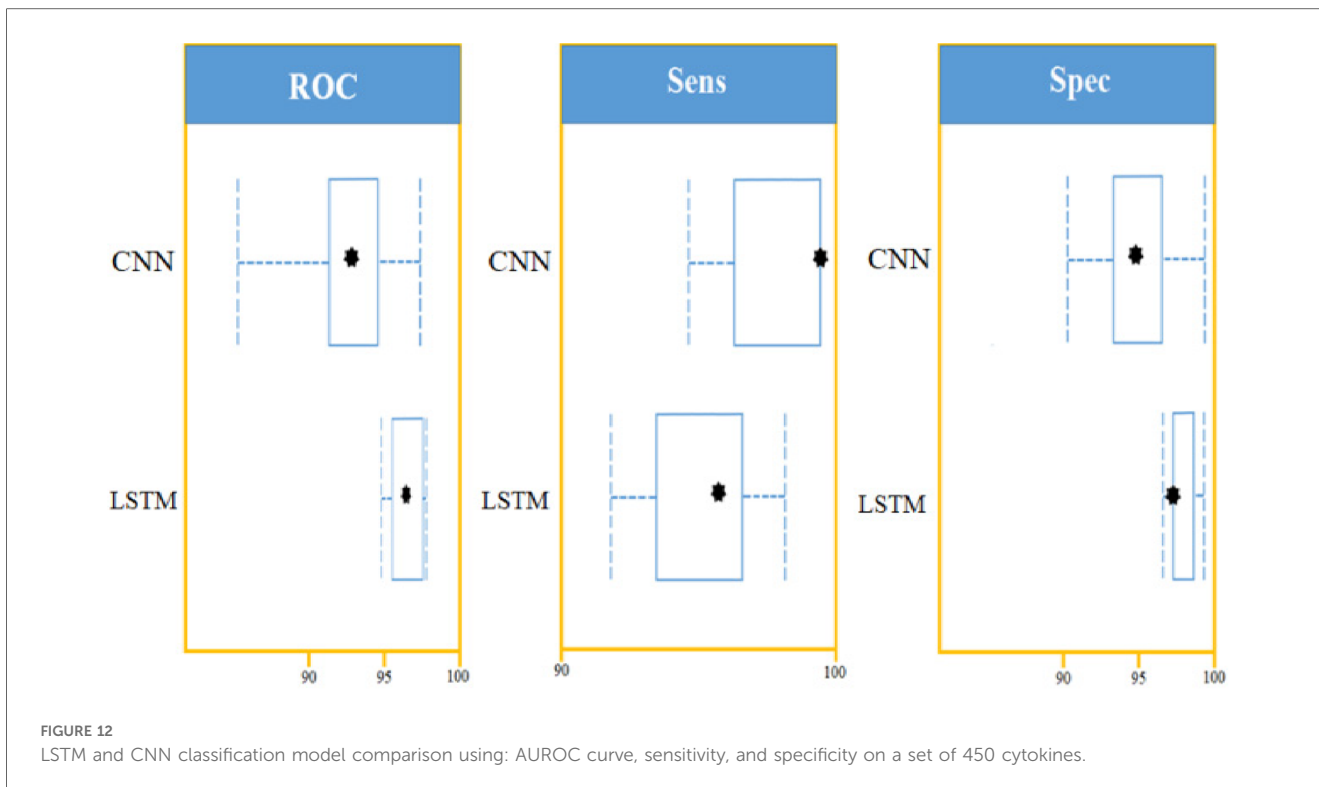 ROC
Sens
Spec
CNN
CNN
CNN
LSTM
LSTM
LSTM
90
95
100
90
100
90
95
100
FIGURE 12
LSTM and CNN classification model comparison using: AUROC curve, sensitivity, and specificity on a set of 450 cytokines.